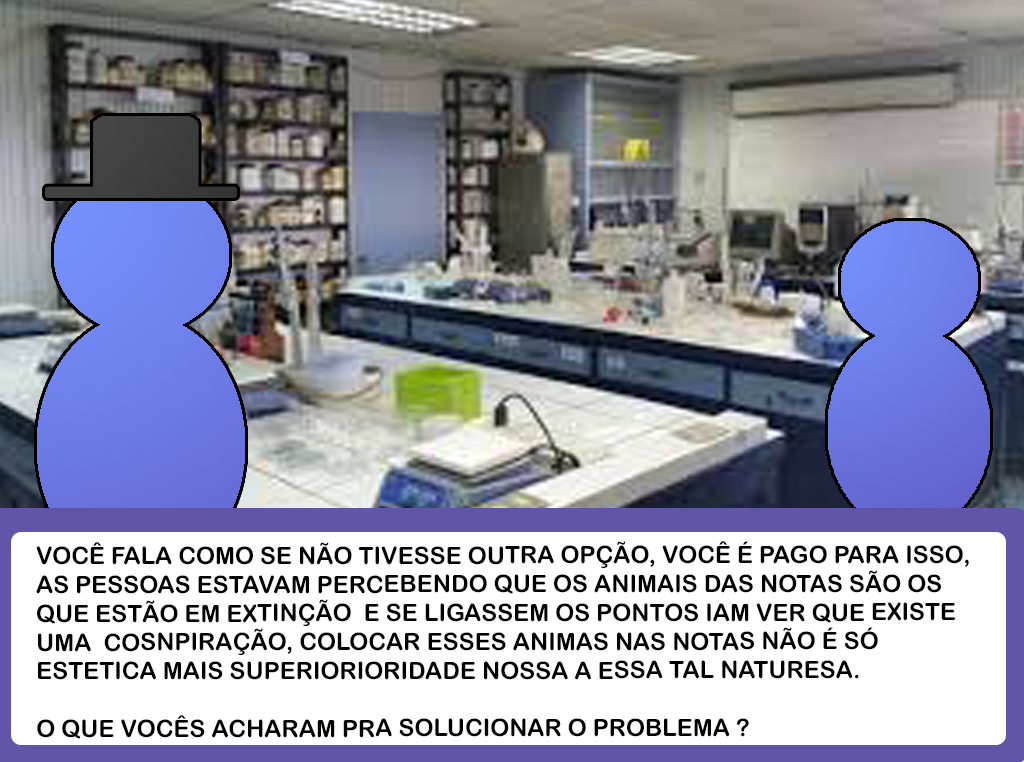 VOCÊ FALA COMO SE NÃO TIVESSE OUTRA OPÇÃO, VOCÊ É PAGO PARA ISSO,
AS PESSOAS ESTAVAM PERCEBENDO QUE OS ANIMAIS DAS NOTAS SÃO OS
QUE ESTÃO EM EXTINÇÃO E SE LIGASSEM OS PONTOS IAM VER QUE EXISTE
UMA COSNPIRAÇÃO, COLOCAR ESSES ANIMAS NAS NOTAS NÃO É SÓ
ESTETICA MAIS SUPERIORIORIDADE NOSSA A ESSA TAL NATURESA.
O QUE VOCÊS ACHARAM PRA SOLUCIONAR O PROBLEMA ?